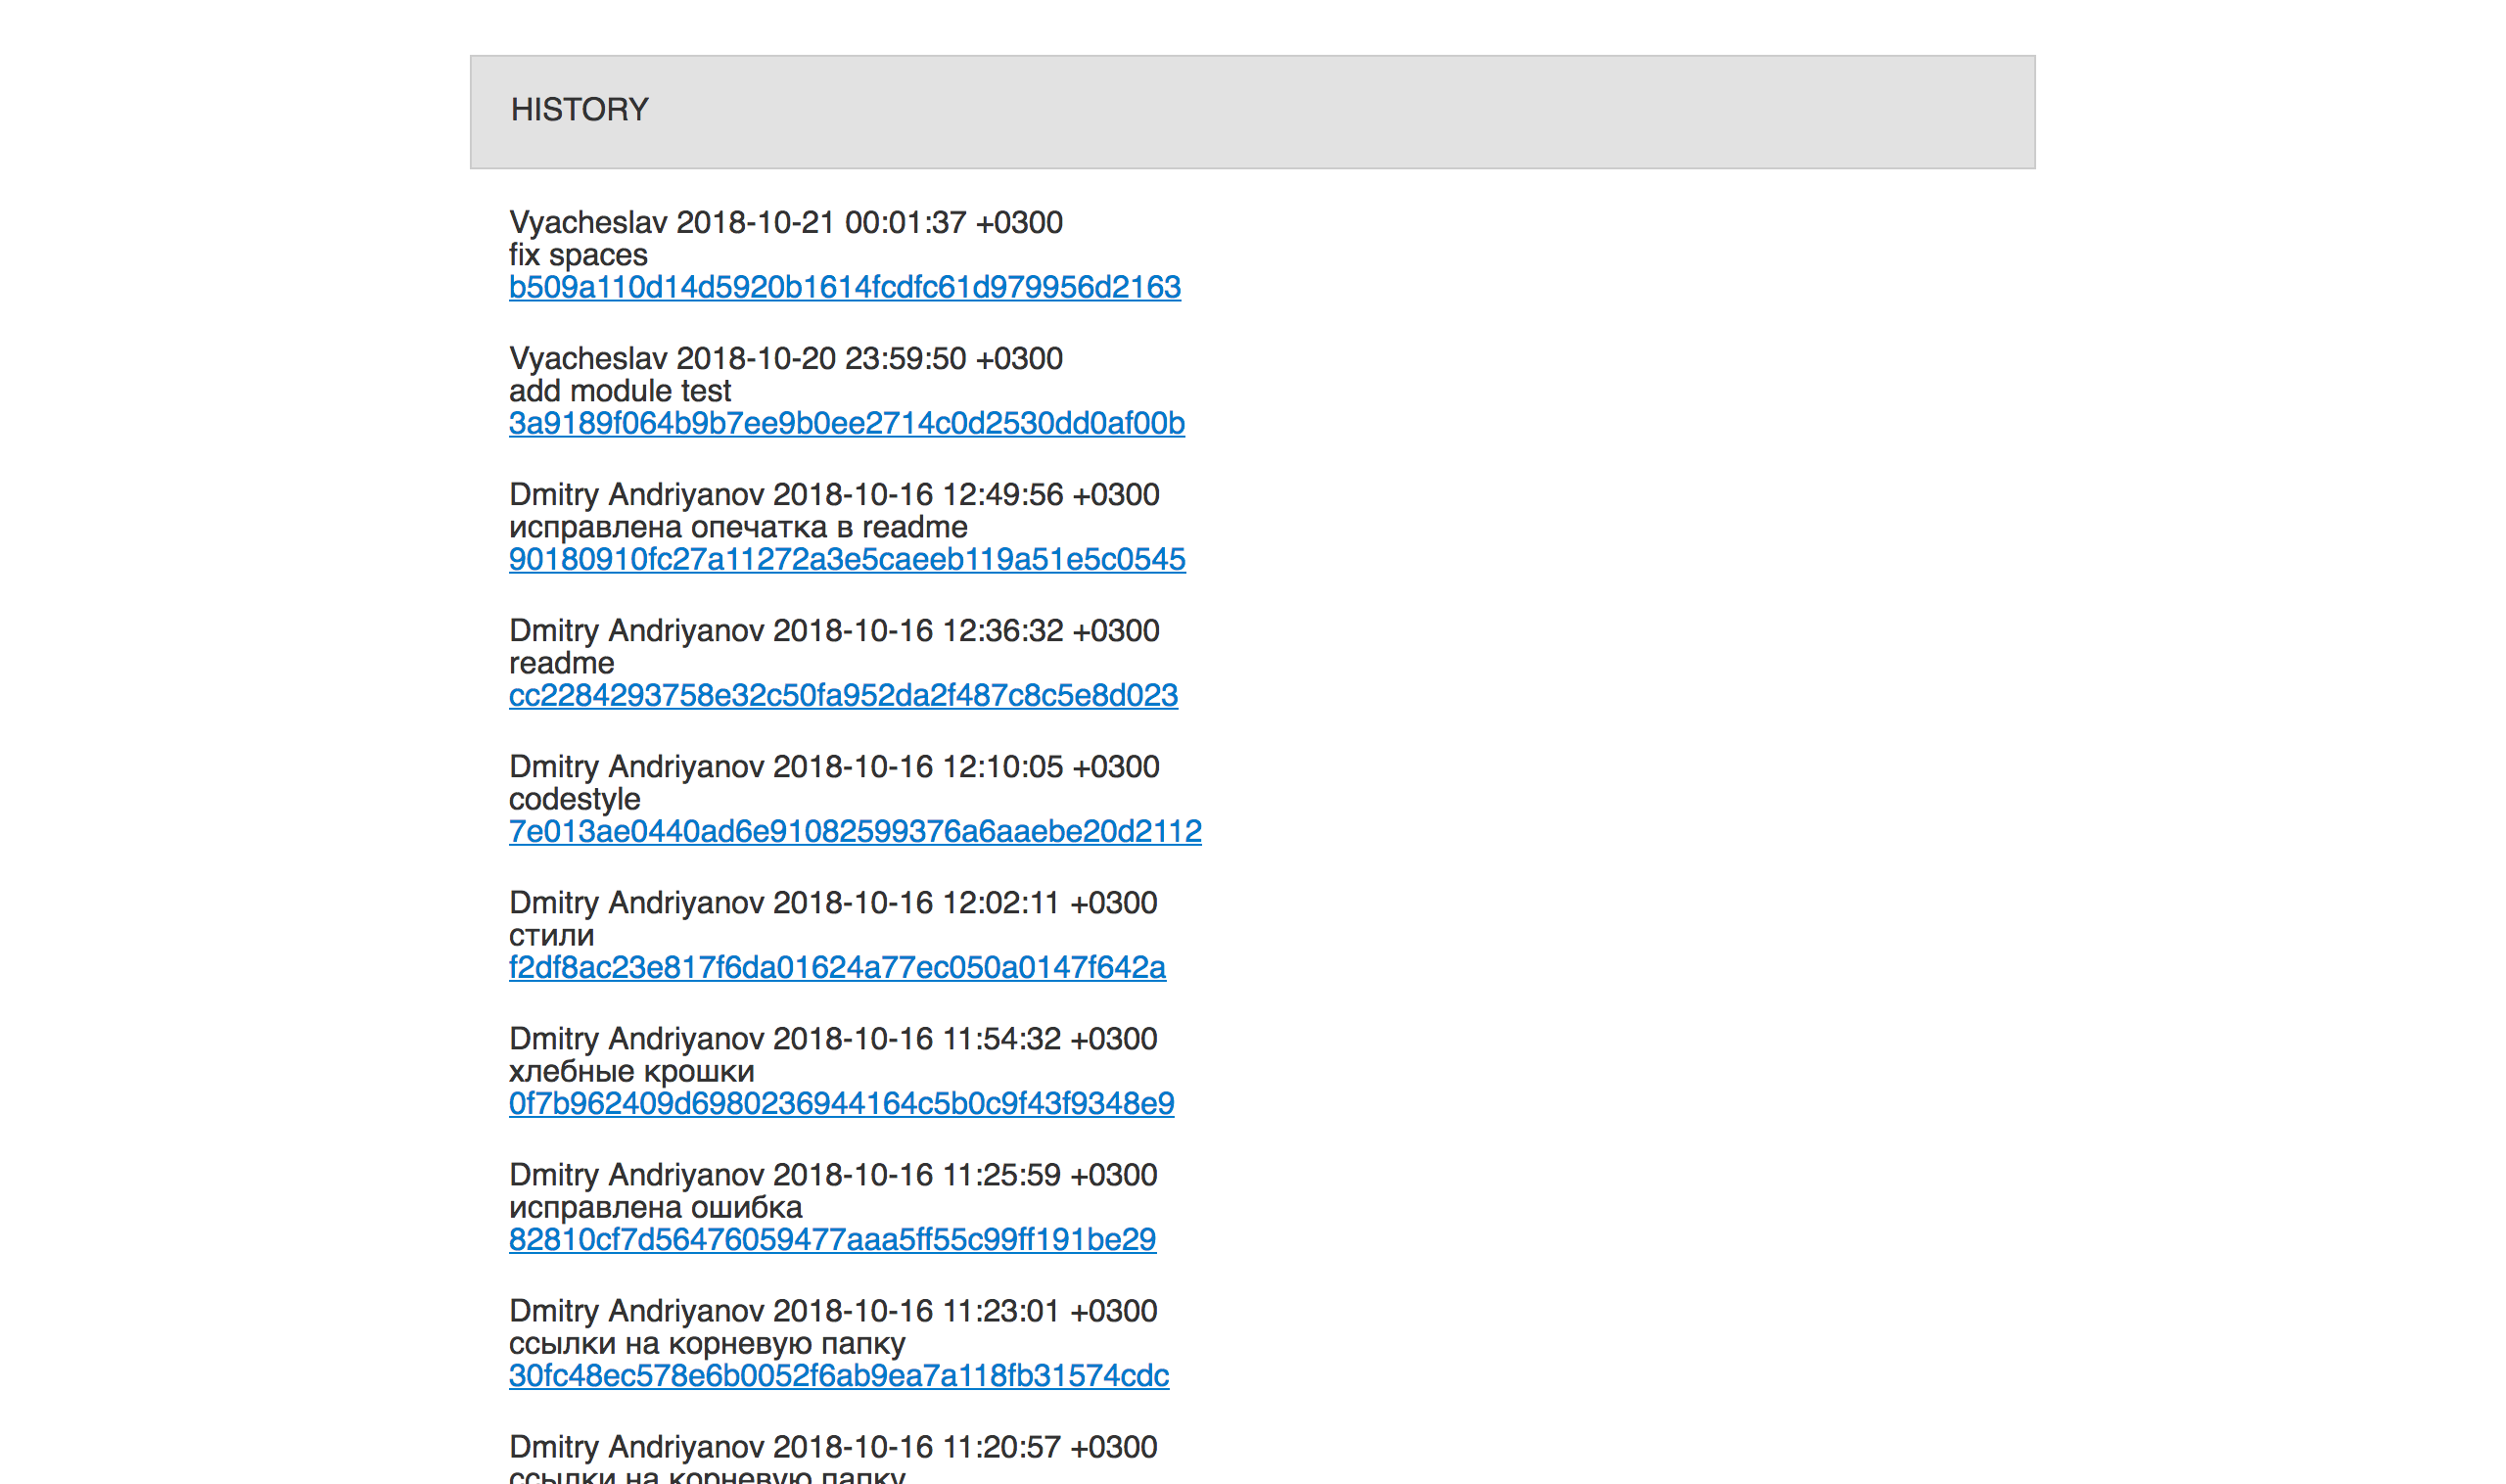 HISTORY
Vyacheslav 2018-10-21 00:01:37 +0300
fix spaces
b509a110d14d5920b1614fcdfc61d979956d2163
Vyacheslav 2018-10-20 23:59:50 +0300
add module test
3a9189f064b9b7ee9b0ee2714c0d2530dd0af00b
Dmitry Andriyanov 2018-10-16 12:49:56 +0300
исправлена опечатка в readme
90180910fc27a11272a3e5caeeb119a51e5c0545
Dmitry Andriyanov 2018-10-16 12:36:32 +0300
readme
cc2284293758e32c50fa952da2f487c8c5e8d023
Dmitry Andriyanov 2018-10-16 12:10:05 +0300
codestyle
7e013ae0440ad6e91082599376a6aaebe20d2112
Dmitry Andriyanov 2018-10-16 12:02:11 +0300
стили
f2df8ac23e817f6da01624a77ec050a0147f642a
Dmitry Andriyanov 2018-10-16 11:54:32 +0300
хлебные крошки
0f7b962409d6980236944164c5b0c9f43f9348e9
Dmitry Andriyanov 2018-10-16 11:25:59 +0300
исправлена ошибка
82810cf7d56476059477aaa5ff55c99ff191be29
Dmitry Andriyanov 2018-10-16 11:23:01 +0300
ссылки на корневую папку
30fc48ec578e6b0052f6ab9ea7a118fb31574cdc
Dmitry Andriyanov 2018-10-16 11:20:57 +0300
ссылки на корневую папку